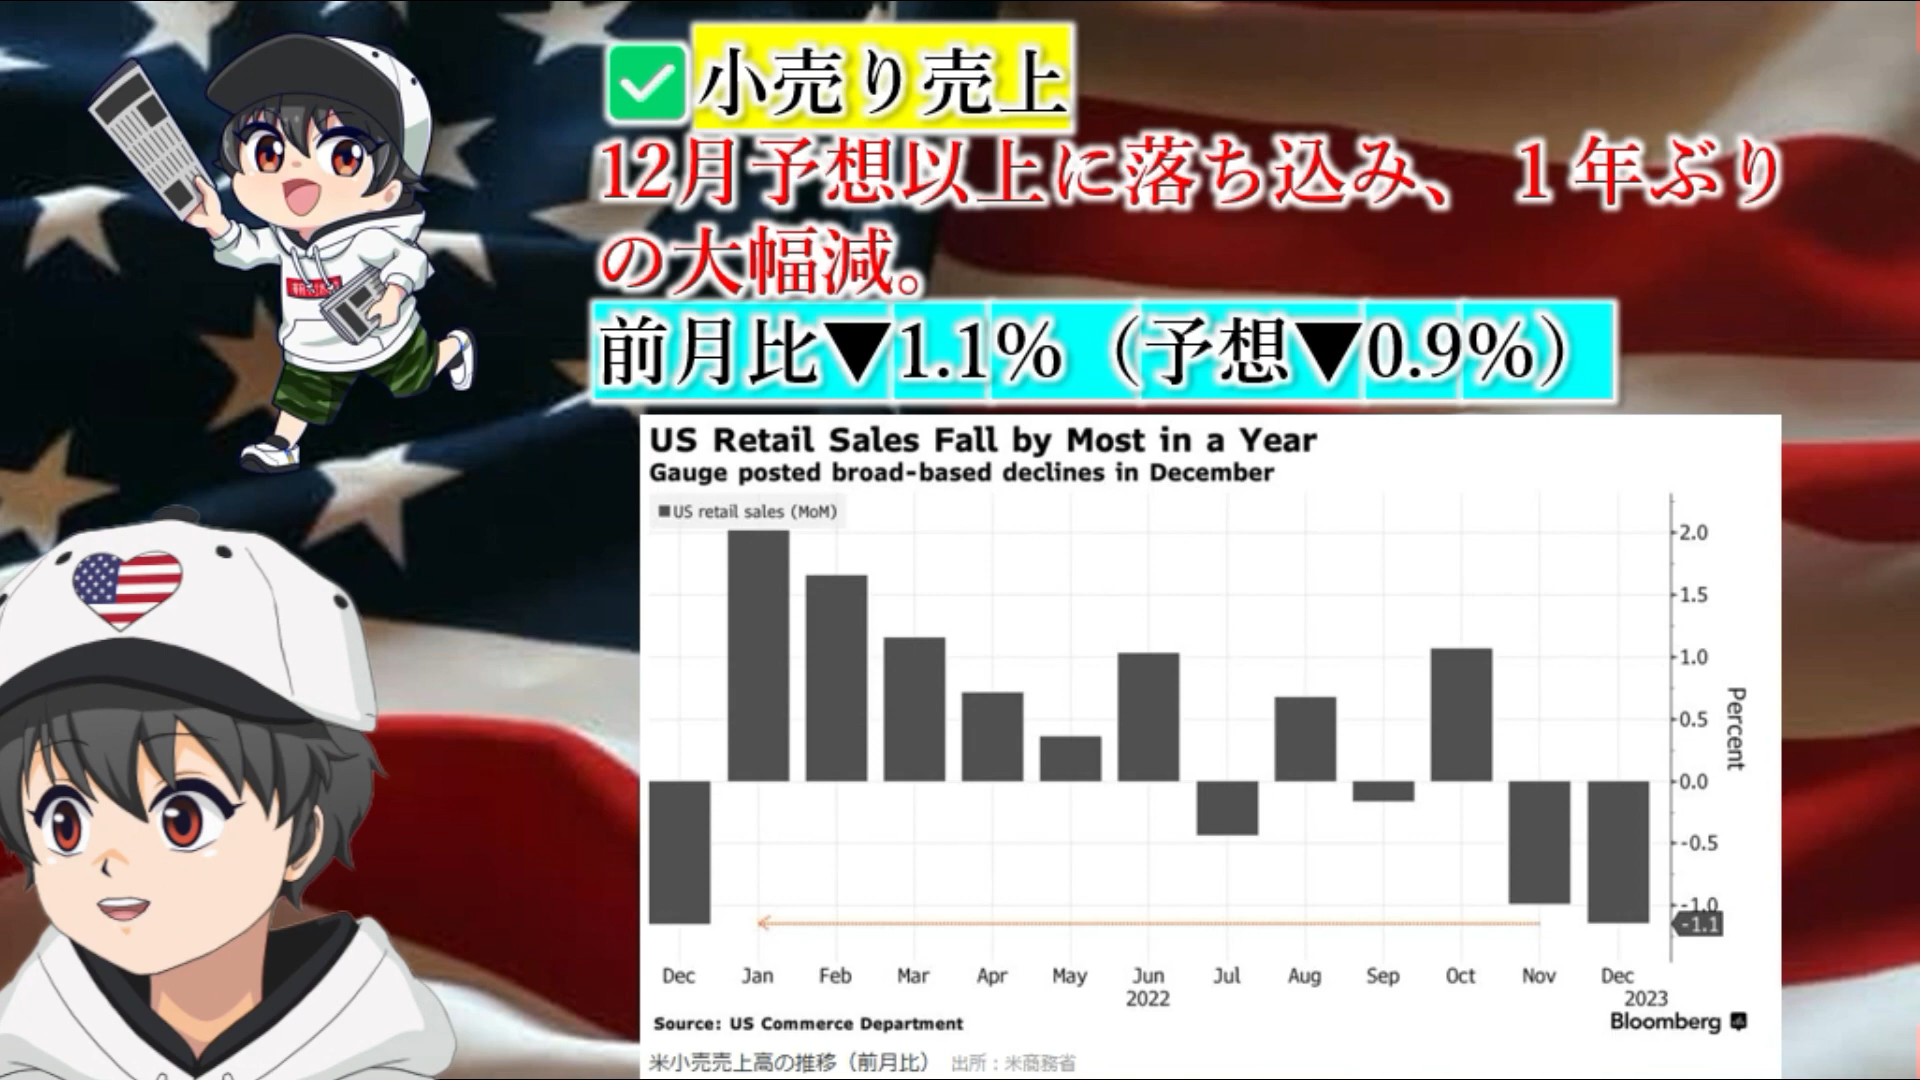 ✅小売り売上
12月予想以上に落ち込み、１年ぶり
の大幅減。
前月比▼1.1%（予想▼0.9%）
US Retail Sales Fall by Most in a Year
Gauge posted broad-based declines in December
■US retail sales (MoM)
2.0
1.5
1.0
0.5
0.0
-0.5
-1.0
-1.1
Percent
Dec Jan Feb Mar Apr May Jun Jul Aug Sep Oct Nov Dec
2022 2023
Source: US Commerce Department
Bloomberg
米小売売上高の推移（前月比） 出所：米商務省